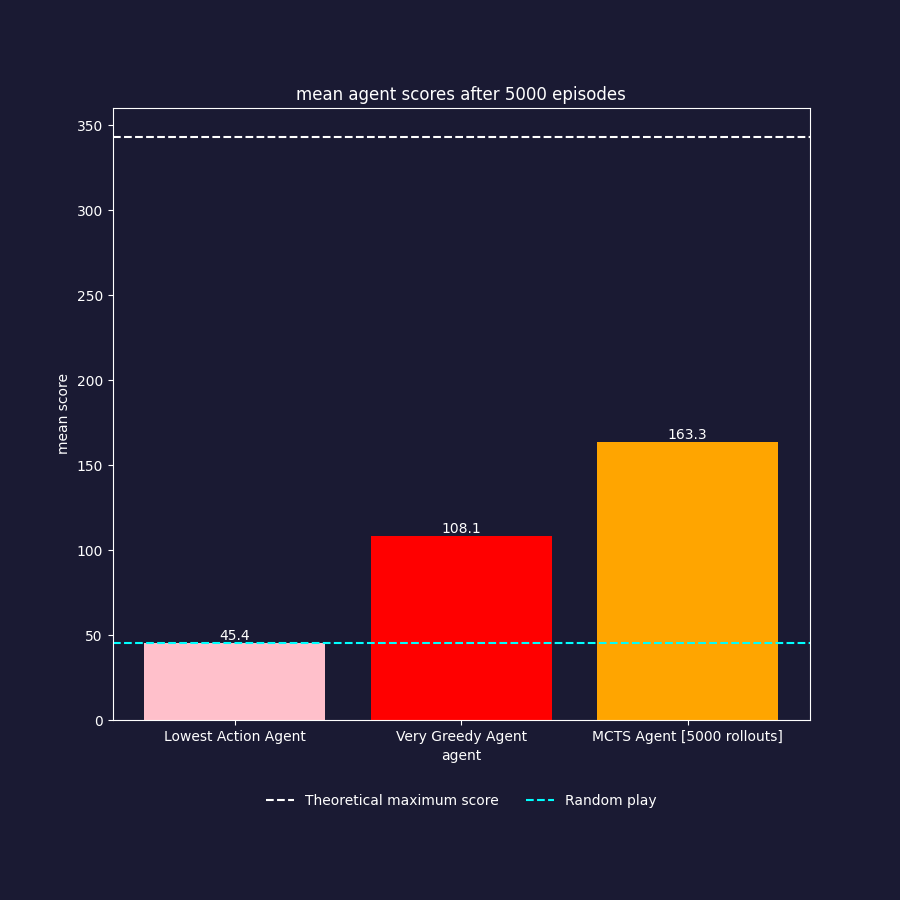 mean agent scores after 5000 episodes
350
300
250
200
150
100
50
0
mean score
45.4
108.1
163.3
Lowest Action Agent
Very Greedy Agent
MCTS Agent [5000 rollouts]
agent
Theoretical maximum score
Random play